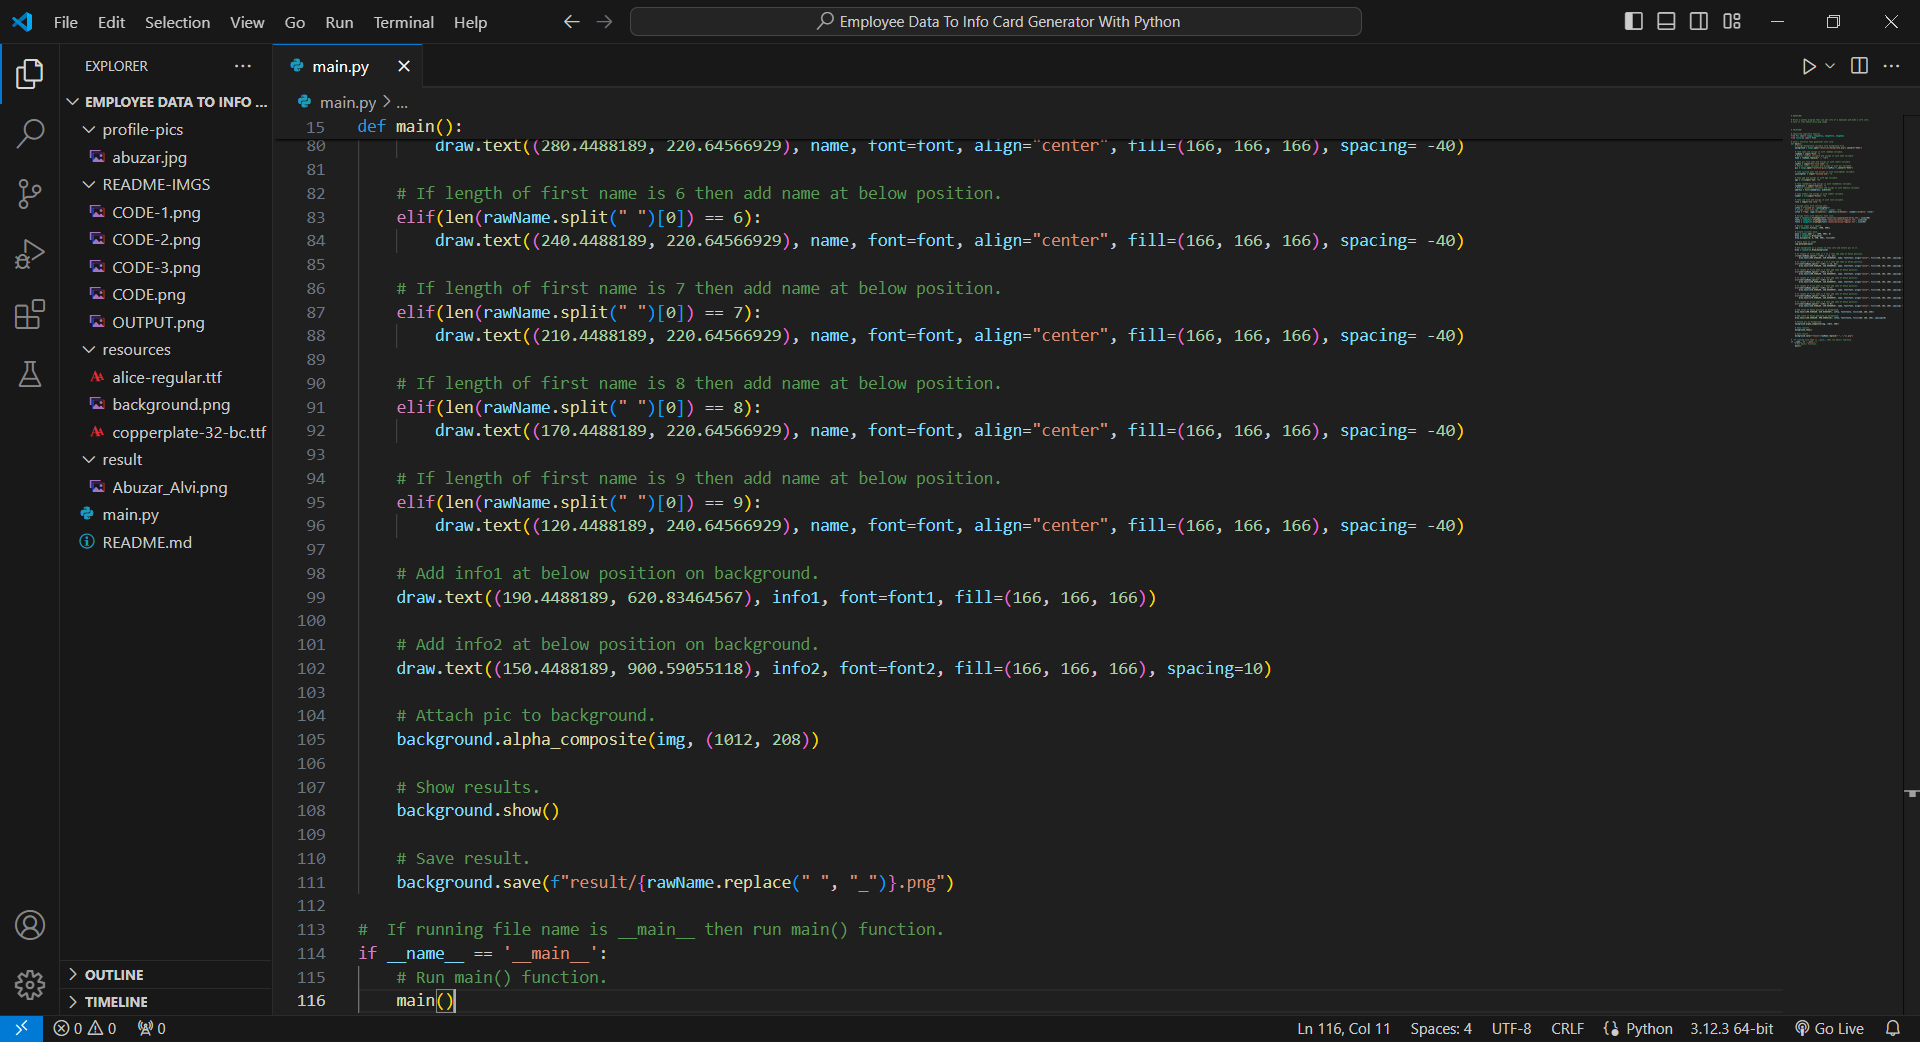 File Edit Selection View Go Run Terminal Help
Employee Data To Info Card Generator With Python
EXPLORER
EMPLOYEE DATA TO INFO ...
profile-pics
abuzar.jpg
README-IMGS
CODE-1.png
CODE-2.png
CODE-3.png
CODE.png
OUTPUT.png
resources
alice-regular.ttf
background.png
copperplate-32-bc.ttf
result
Abuzar_Alvi.png
main.py
README.md
OUTLINE
TIMELINE
main.py
main.py > ...
15 def main():
80 draw.text((280.4488189, 220.64566929), name, font=font, align="center", fill=(166, 166, 166), spacing= -40)
81
82 # If length of first name is 6 then add name at below position.
83 elif(len(rawName.split(" ")[0]) == 6):
84 draw.text((240.4488189, 220.64566929), name, font=font, align="center", fill=(166, 166, 166), spacing= -40)
85
86 # If length of first name is 7 then add name at below position.
87 elif(len(rawName.split(" ")[0]) == 7):
88 draw.text((210.4488189, 220.64566929), name, font=font, align="center", fill=(166, 166, 166), spacing= -40)
89
90 # If length of first name is 8 then add name at below position.
91 elif(len(rawName.split(" ")[0]) == 8):
92 draw.text((170.4488189, 220.64566929), name, font=font, align="center", fill=(166, 166, 166), spacing= -40)
93
94 # If length of first name is 9 then add name at below position.
95 elif(len(rawName.split(" ")[0]) == 9):
96 draw.text((120.4488189, 240.64566929), name, font=font, align="center", fill=(166, 166, 166), spacing= -40)
97
98 # Add info1 at below position on background.
99 draw.text((190.4488189, 620.83464567), info1, font=font1, fill=(166, 166, 166))
100
101 # Add info2 at below position on background.
102 draw.text((150.4488189, 900.59055118), info2, font=font2, fill=(166, 166, 166), spacing=10)
103
104 # Attach pic to background.
105 background.alpha_composite(img, (1012, 208))
106
107 # Show results.
108 background.show()
109
110 # Save result.
111 background.save(f"result/{rawName.replace(" ", "_")}.png")
112
113 #  If running file name is __main__ then run main() function.
114 if __name__ == '__main__':
115 # Run main() function.
116 main()
0 0 0
Ln 116, Col 11 Spaces: 4 UTF-8 CRLF Python 3.12.3 64-bit Go Live